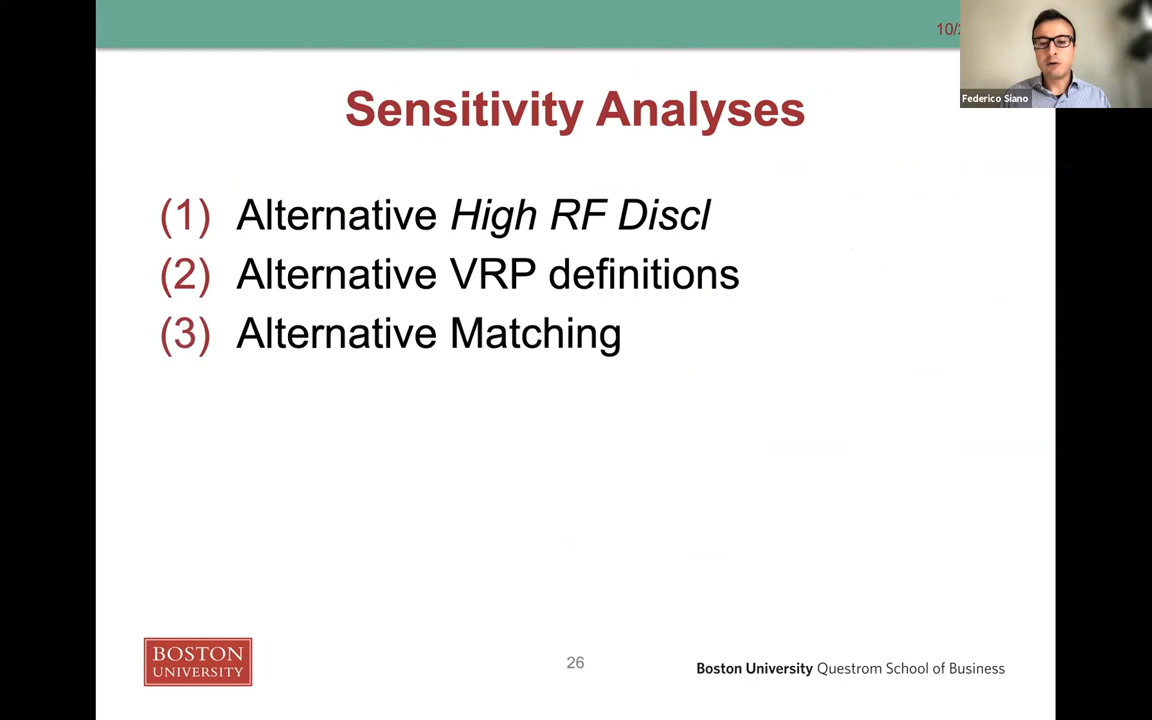 10/
Federico Siano
Sensitivity Analyses
(1) Alternative High RF Discl
(2) Alternative VRP definitions
(3) Alternative Matching
BOSTON
UNIVERSITY
26
Boston University Questrom School of Business